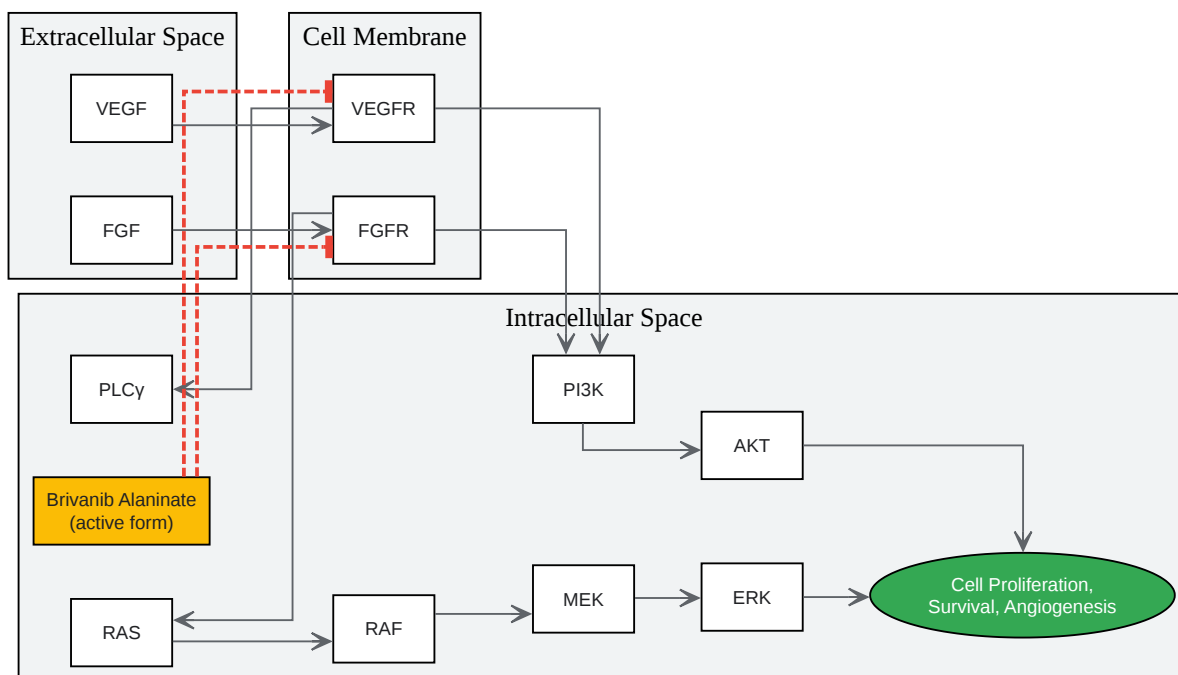 Extracellular Space
Cell Membrane
VEGF
VEGFR
FGF
FGFR
Intracellular Space
PLCγ
PI3K
AKT
Brivanib Alaninate
(active form)
Cell Proliferation,
Survival, Angiogenesis
RAS
RAF
MEK
ERK